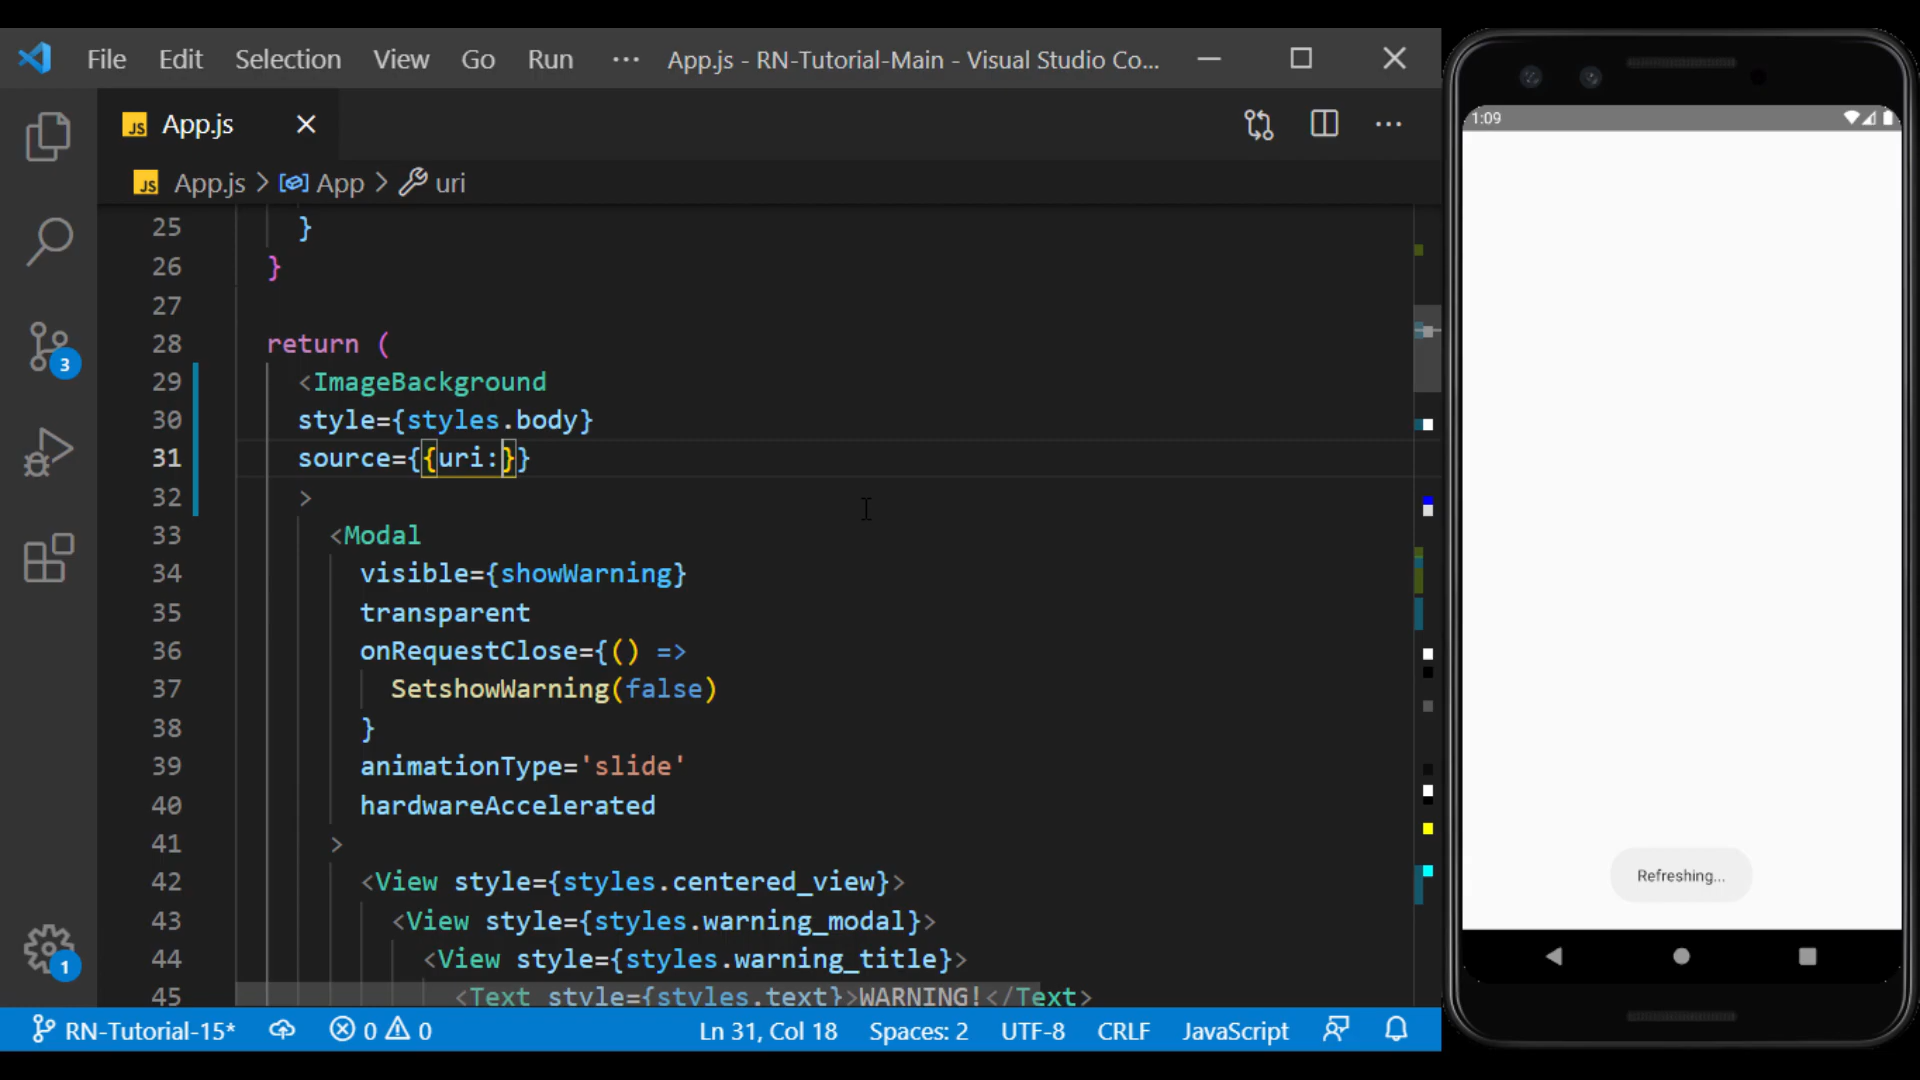 File Edit Selection View Go Run ··· App.js - RN-Tutorial-Main - Visual Studio Co...
JS App.js
JS App.js > App > uri
25 }
26 }
27
28 return (
29 <ImageBackground
30 style={styles.body}
31 source={{uri:}}
32 >
33 <Modal
34 visible={showWarning}
35 transparent
36 onRequestClose={() =>
37 SetshowWarning(false)
38 }
39 animationType='slide'
40 hardwareAccelerated
41 >
42 <View style={styles.centered_view}>
43 <View style={styles.warning_modal}>
44 <View style={styles.warning_title}>
45 <Text style={styles.text}>WARNING!</Text>
3
1
RN-Tutorial-15* 0 0 Ln 31, Col 18 Spaces: 2 UTF-8 CRLF JavaScript
1:09
Refreshing...